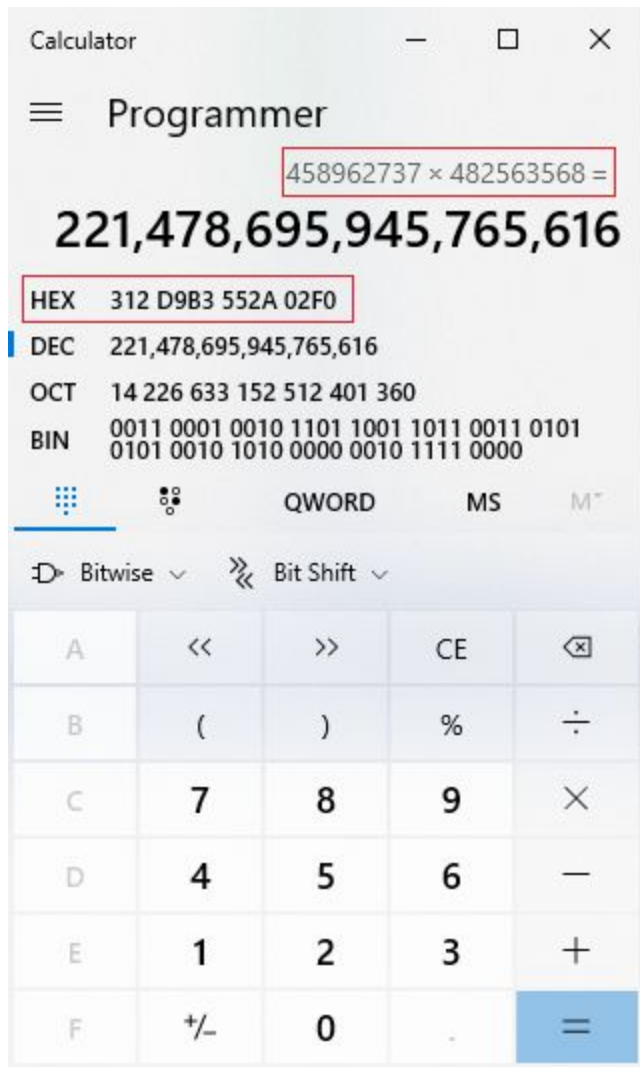 Calculator
Programmer
458962737 × 482563568 =
221,478,695,945,765,616
HEX 312 D9B3 552A 02F0
DEC 221,478,695,945,765,616
OCT 14 226 633 152 512 401 360
BIN 0011 0001 0010 1101 1001 1011 0011 0101
0101 0010 1010 0000 0010 1111 0000
QWORD MS M˅
Bitwise Bit Shift
A << >> CE
B ( ) % ÷
C 7 8 9 ×
D 4 5 6 −
E 1 2 3 +
F +/− 0 . =